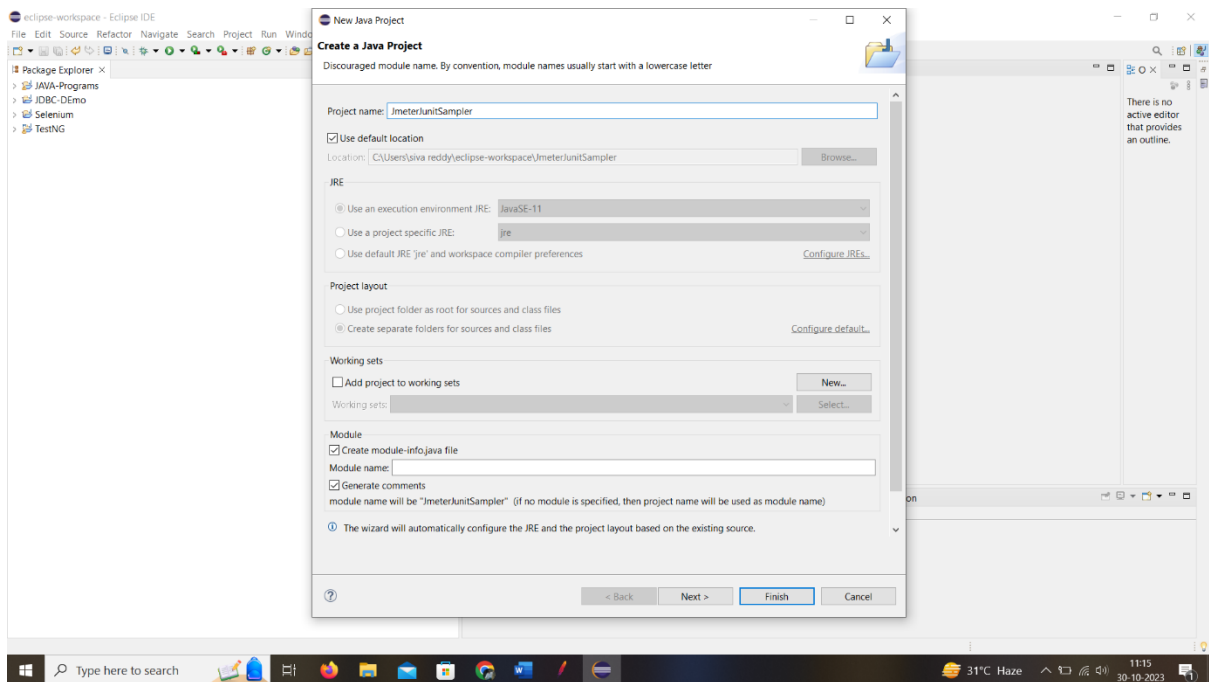 eclipse-workspace - Eclipse IDE
File Edit Source Refactor Navigate Search Project Run
Package Explorer
JAVA-Programs
JDBC-DEmo
Selenium
TestNG
New Java Project
Create a Java Project
Discouraged module name. By convention, module names usually start with a lowercase letter
Project name: JmeterJunitSampler
Use default location
Location: C:\Users\siva reddy\eclipse-workspace\JmeterJunitSampler Browse...
JRE
Use an execution environment JRE: JavaSE-11
Use a project specific JRE: jre
Use default JRE 'jre' and workspace compiler preferences Configure JREs...
Project layout
Use project folder as root for sources and class files
Create separate folders for sources and class files Configure default...
Working sets
Add project to working sets New...
Working sets: Select...
Module
Create module-info.java file
Module name:
Generate comments
module name will be "JmeterJunitSampler" (if no module is specified, then project name will be used as module name)
The wizard will automatically configure the JRE and the project layout based on the existing source.
< Back Next > Finish Cancel
There is no
active editor
that provides
an outline.
Type here to search
31°C Haze
11:15
30-10-2023